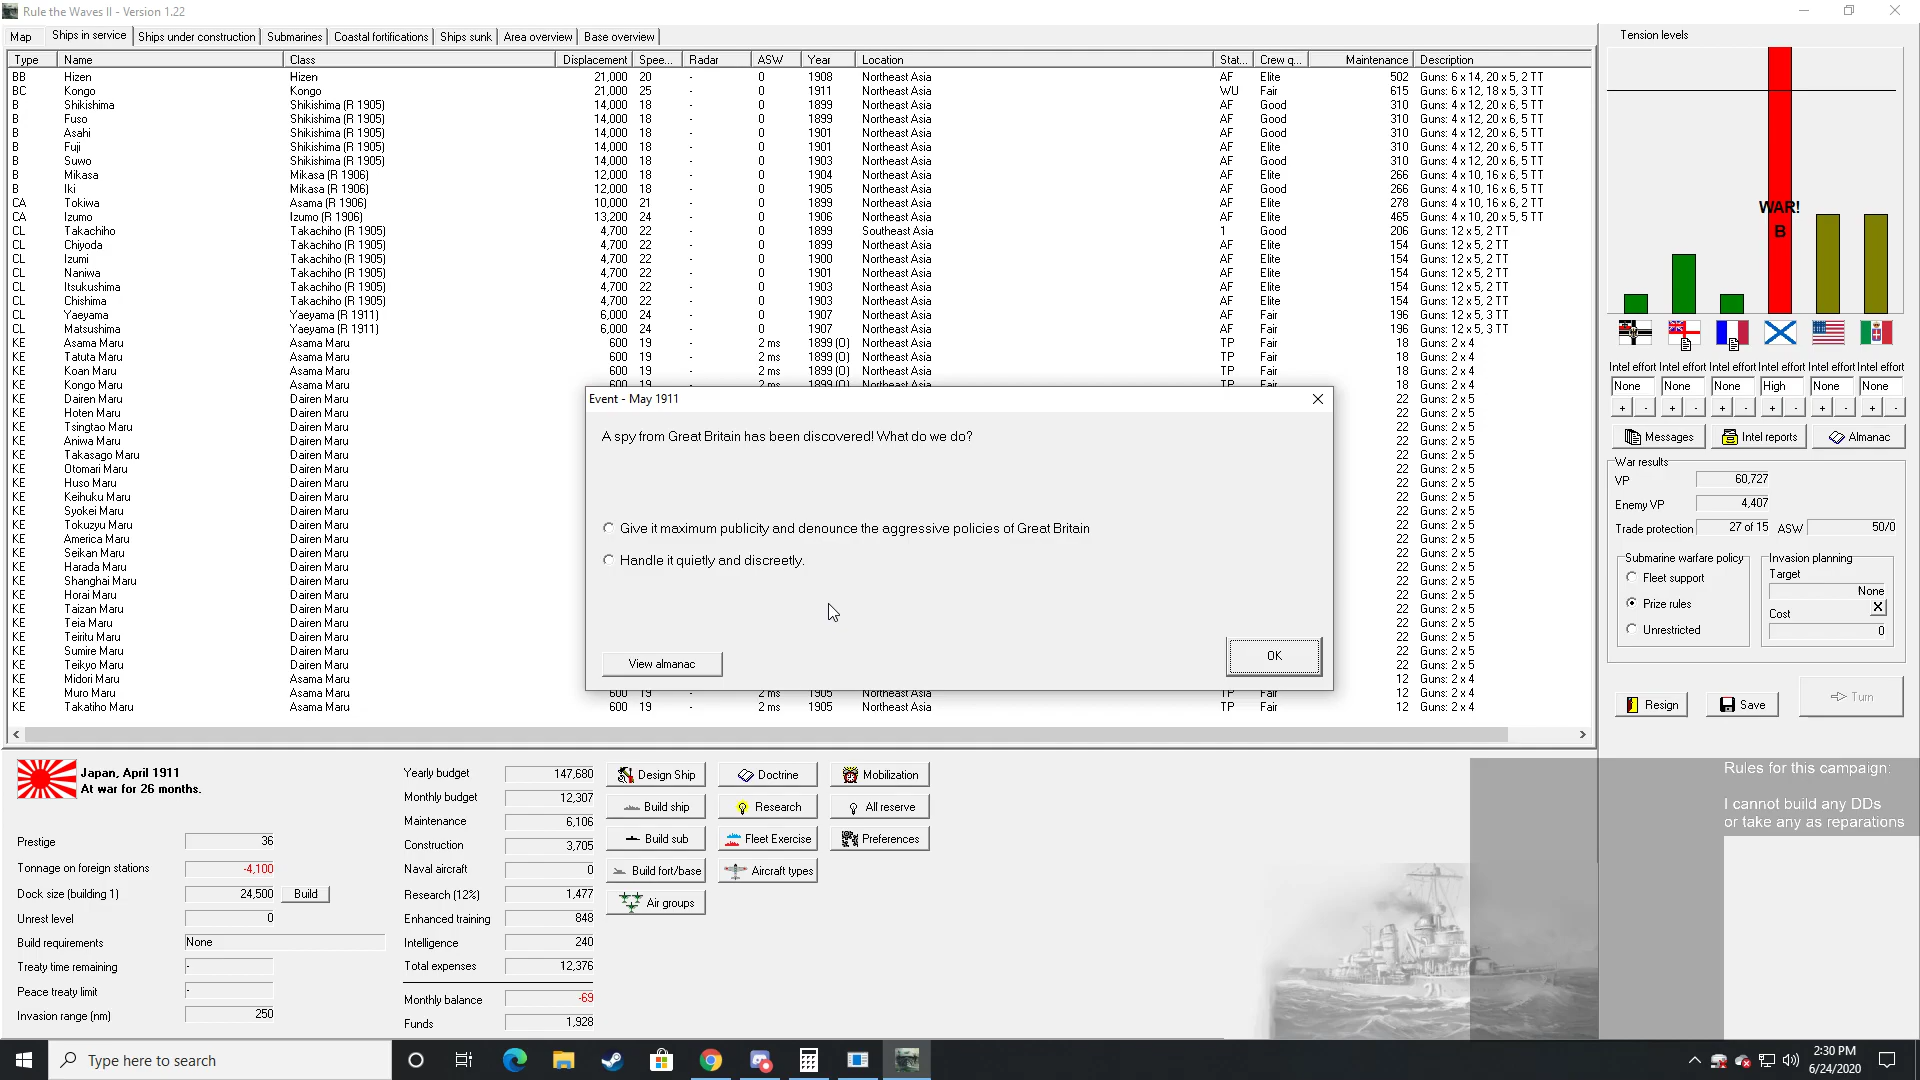 Rule the Waves II - Version 1.22
Map Ships in service Ships under construction Submarines Coastal fortifications Ships sunk Area overview Base overview
Type Name Class Displacement Spee... Radar ASW Year Location Stat... Crew q... Maintenance Description
BB Hizen Hizen 21,000 20 - 0 1908 Northeast Asia AF Elite 502 Guns: 6 x 14, 20 x 5, 2 TT
BC Kongo Kongo 21,000 25 - 0 1911 Northeast Asia WU Fair 615 Guns: 6 x 12, 18 x 5, 3 TT
B Shikishima Shikishima (R 1905) 14,000 18 - 0 1899 Northeast Asia AF Good 310 Guns: 4 x 12, 20 x 6, 5 TT
B Fuso Shikishima (R 1905) 14,000 18 - 0 1899 Northeast Asia AF Good 310 Guns: 4 x 12, 20 x 6, 5 TT
B Asahi Shikishima (R 1905) 14,000 18 - 0 1901 Northeast Asia AF Good 310 Guns: 4 x 12, 20 x 6, 5 TT
B Fuji Shikishima (R 1905) 14,000 18 - 0 1901 Northeast Asia AF Elite 310 Guns: 4 x 12, 20 x 6, 5 TT
B Suwo Shikishima (R 1905) 14,000 18 - 0 1903 Northeast Asia AF Good 310 Guns: 4 x 12, 20 x 6, 5 TT
B Mikasa Mikasa (R 1906) 12,000 18 - 0 1904 Northeast Asia AF Elite 266 Guns: 4 x 10, 16 x 6, 5 TT
B Iki Mikasa (R 1906) 12,000 18 - 0 1905 Northeast Asia AF Good 266 Guns: 4 x 10, 16 x 6, 5 TT
CA Tokiwa Asama (R 1906) 10,000 21 - 0 1899 Northeast Asia AF Elite 278 Guns: 4 x 10, 16 x 6, 2 TT
CA Izumo Izumo (R 1906) 13,200 24 - 0 1906 Northeast Asia AF Elite 465 Guns: 4 x 10, 20 x 5, 5 TT
CL Takachiho Takachiho (R 1905) 4,700 22 - 0 1899 Southeast Asia 1 Good 206 Guns: 12 x 5, 2 TT
CL Chiyoda Takachiho (R 1905) 4,700 22 - 0 1899 Northeast Asia AF Elite 154 Guns: 12 x 5, 2 TT
CL Izumi Takachiho (R 1905) 4,700 22 - 0 1900 Northeast Asia AF Elite 154 Guns: 12 x 5, 2 TT
CL Naniwa Takachiho (R 1905) 4,700 22 - 0 1901 Northeast Asia AF Elite 154 Guns: 12 x 5, 2 TT
CL Itsukushima Takachiho (R 1905) 4,700 22 - 0 1903 Northeast Asia AF Elite 154 Guns: 12 x 5, 2 TT
CL Chishima Takachiho (R 1905) 4,700 22 - 0 1903 Northeast Asia AF Elite 154 Guns: 12 x 5, 2 TT
CL Yaeyama Yaeyama (R 1911) 6,000 24 - 0 1907 Northeast Asia AF Fair 196 Guns: 12 x 5, 3 TT
CL Matsushima Yaeyama (R 1911) 6,000 24 - 0 1907 Northeast Asia AF Fair 196 Guns: 12 x 5, 3 TT
KE Asama Maru Asama Maru 600 19 - 2 ms 1899 (O) Northeast Asia TP Fair 18 Guns: 2 x 4
KE Tatuta Maru Asama Maru 600 19 - 2 ms 1899 (O) Northeast Asia TP Fair 18 Guns: 2 x 4
KE Koan Maru Asama Maru 600 19 - 2 ms 1899 (O) Northeast Asia TP Fair 18 Guns: 2 x 4
KE Kongo Maru Asama Maru 600 19 - 2 ms 1899 (O) Northeast Asia TP Fair 18 Guns: 2 x 4
KE Dairen Maru Dairen Maru 22 Guns: 2 x 5
KE Hoten Maru Dairen Maru 22 Guns: 2 x 5
KE Tsingtao Maru Dairen Maru 22 Guns: 2 x 5
KE Aniwa Maru Dairen Maru 22 Guns: 2 x 5
KE Takasago Maru Dairen Maru 22 Guns: 2 x 5
KE Otomari Maru Dairen Maru 22 Guns: 2 x 5
KE Huso Maru Dairen Maru 22 Guns: 2 x 5
KE Keihuku Maru Dairen Maru 22 Guns: 2 x 5
KE Syokei Maru Dairen Maru 22 Guns: 2 x 5
KE Tokuzyu Maru Dairen Maru 22 Guns: 2 x 5
KE America Maru Dairen Maru 22 Guns: 2 x 5
KE Seikan Maru Dairen Maru 22 Guns: 2 x 5
KE Harada Maru Dairen Maru 22 Guns: 2 x 5
KE Shanghai Maru Dairen Maru 22 Guns: 2 x 5
KE Horai Maru Dairen Maru 22 Guns: 2 x 5
KE Taizan Maru Dairen Maru 22 Guns: 2 x 5
KE Teia Maru Dairen Maru 22 Guns: 2 x 5
KE Teiritu Maru Dairen Maru 22 Guns: 2 x 5
KE Sumire Maru Dairen Maru 22 Guns: 2 x 5
KE Teikyo Maru Dairen Maru 22 Guns: 2 x 5
KE Midori Maru Asama Maru 12 Guns: 2 x 4
KE Muro Maru Asama Maru 600 19 - 2 ms 1905 Northeast Asia TP Fair 12 Guns: 2 x 4
KE Takatiho Maru Asama Maru 600 19 - 2 ms 1905 Northeast Asia TP Fair 12 Guns: 2 x 4
Event - May 1911
A spy from Great Britain has been discovered! What do we do?
Give it maximum publicity and denounce the aggressive policies of Great Britain
Handle it quietly and discreetly.
View almanac
OK
Tension levels
WAR!
B
Intel effort Intel effort Intel effort Intel effort Intel effort Intel effort
None None None High None None
+ - + - + - + - + - + -
Messages Intel reports Almanac
War results
VP 60,727
Enemy VP 4,407
Trade protection 27 of 15 ASW 50/0
Submarine warfare policy
Fleet support
Prize rules
Unrestricted
Invasion planning
Target
None
Cost X
0
Resign Save Turn
Japan, April 1911
At war for 26 months.
Prestige 36
Tonnage on foreign stations -4,100
Dock size (building 1) 24,500 Build
Unrest level 0
Build requirements None
Treaty time remaining -
Peace treaty limit -
Invasion range (nm) 250
Yearly budget 147,680
Monthly budget 12,307
Maintenance 6,106
Construction 3,705
Naval aircraft 0
Research (12%) 1,477
Enhanced training 848
Intelligence 240
Total expenses 12,376
Monthly balance -69
Funds 1,928
Design Ship Doctrine Mobilization
Build ship Research All reserve
Build sub Fleet Exercise Preferences
Build fort/base Aircraft types
Air groups
Rules for this campaign:
I cannot build any DDs
or take any as reparations
Type here to search
2:30 PM
6/24/2020